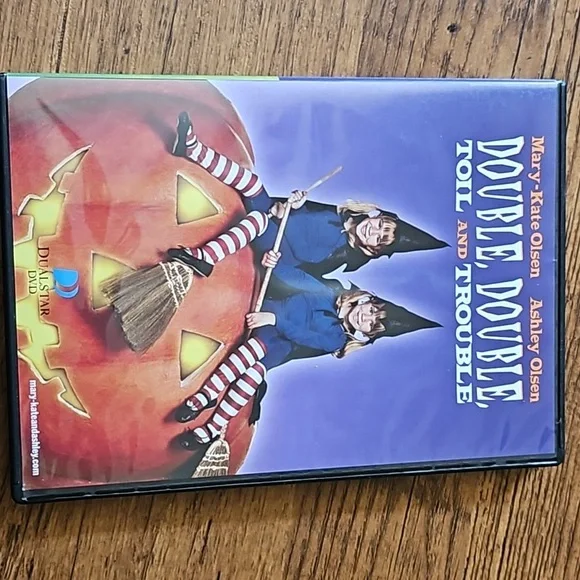 Mary-Kate Olsen Ashley Olsen
DOUBLE, DOUBLE,
TOIL AND TROUBLE
DUALSTAR
DVD
mary-kateandashley.com